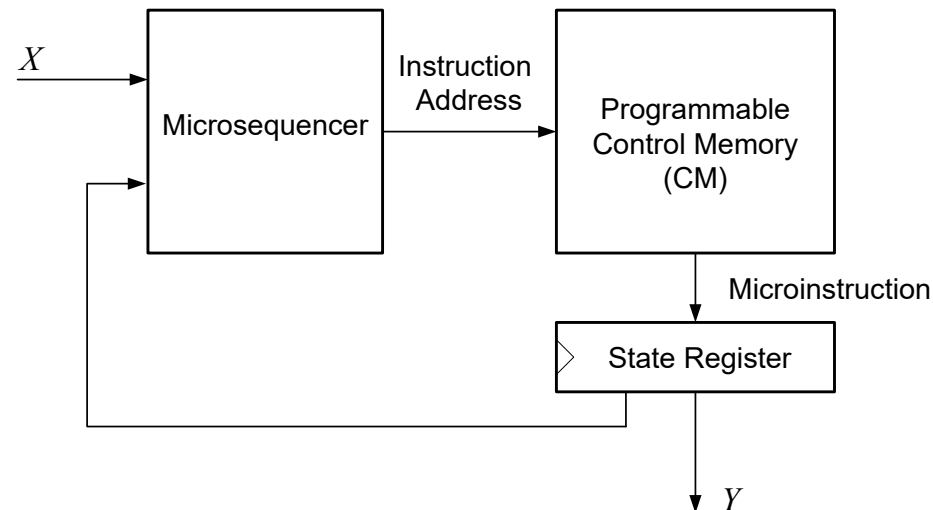 X
Microsequencer
Instruction
Address
Programmable
Control Memory
(CM)
Microinstruction
State Register
Y